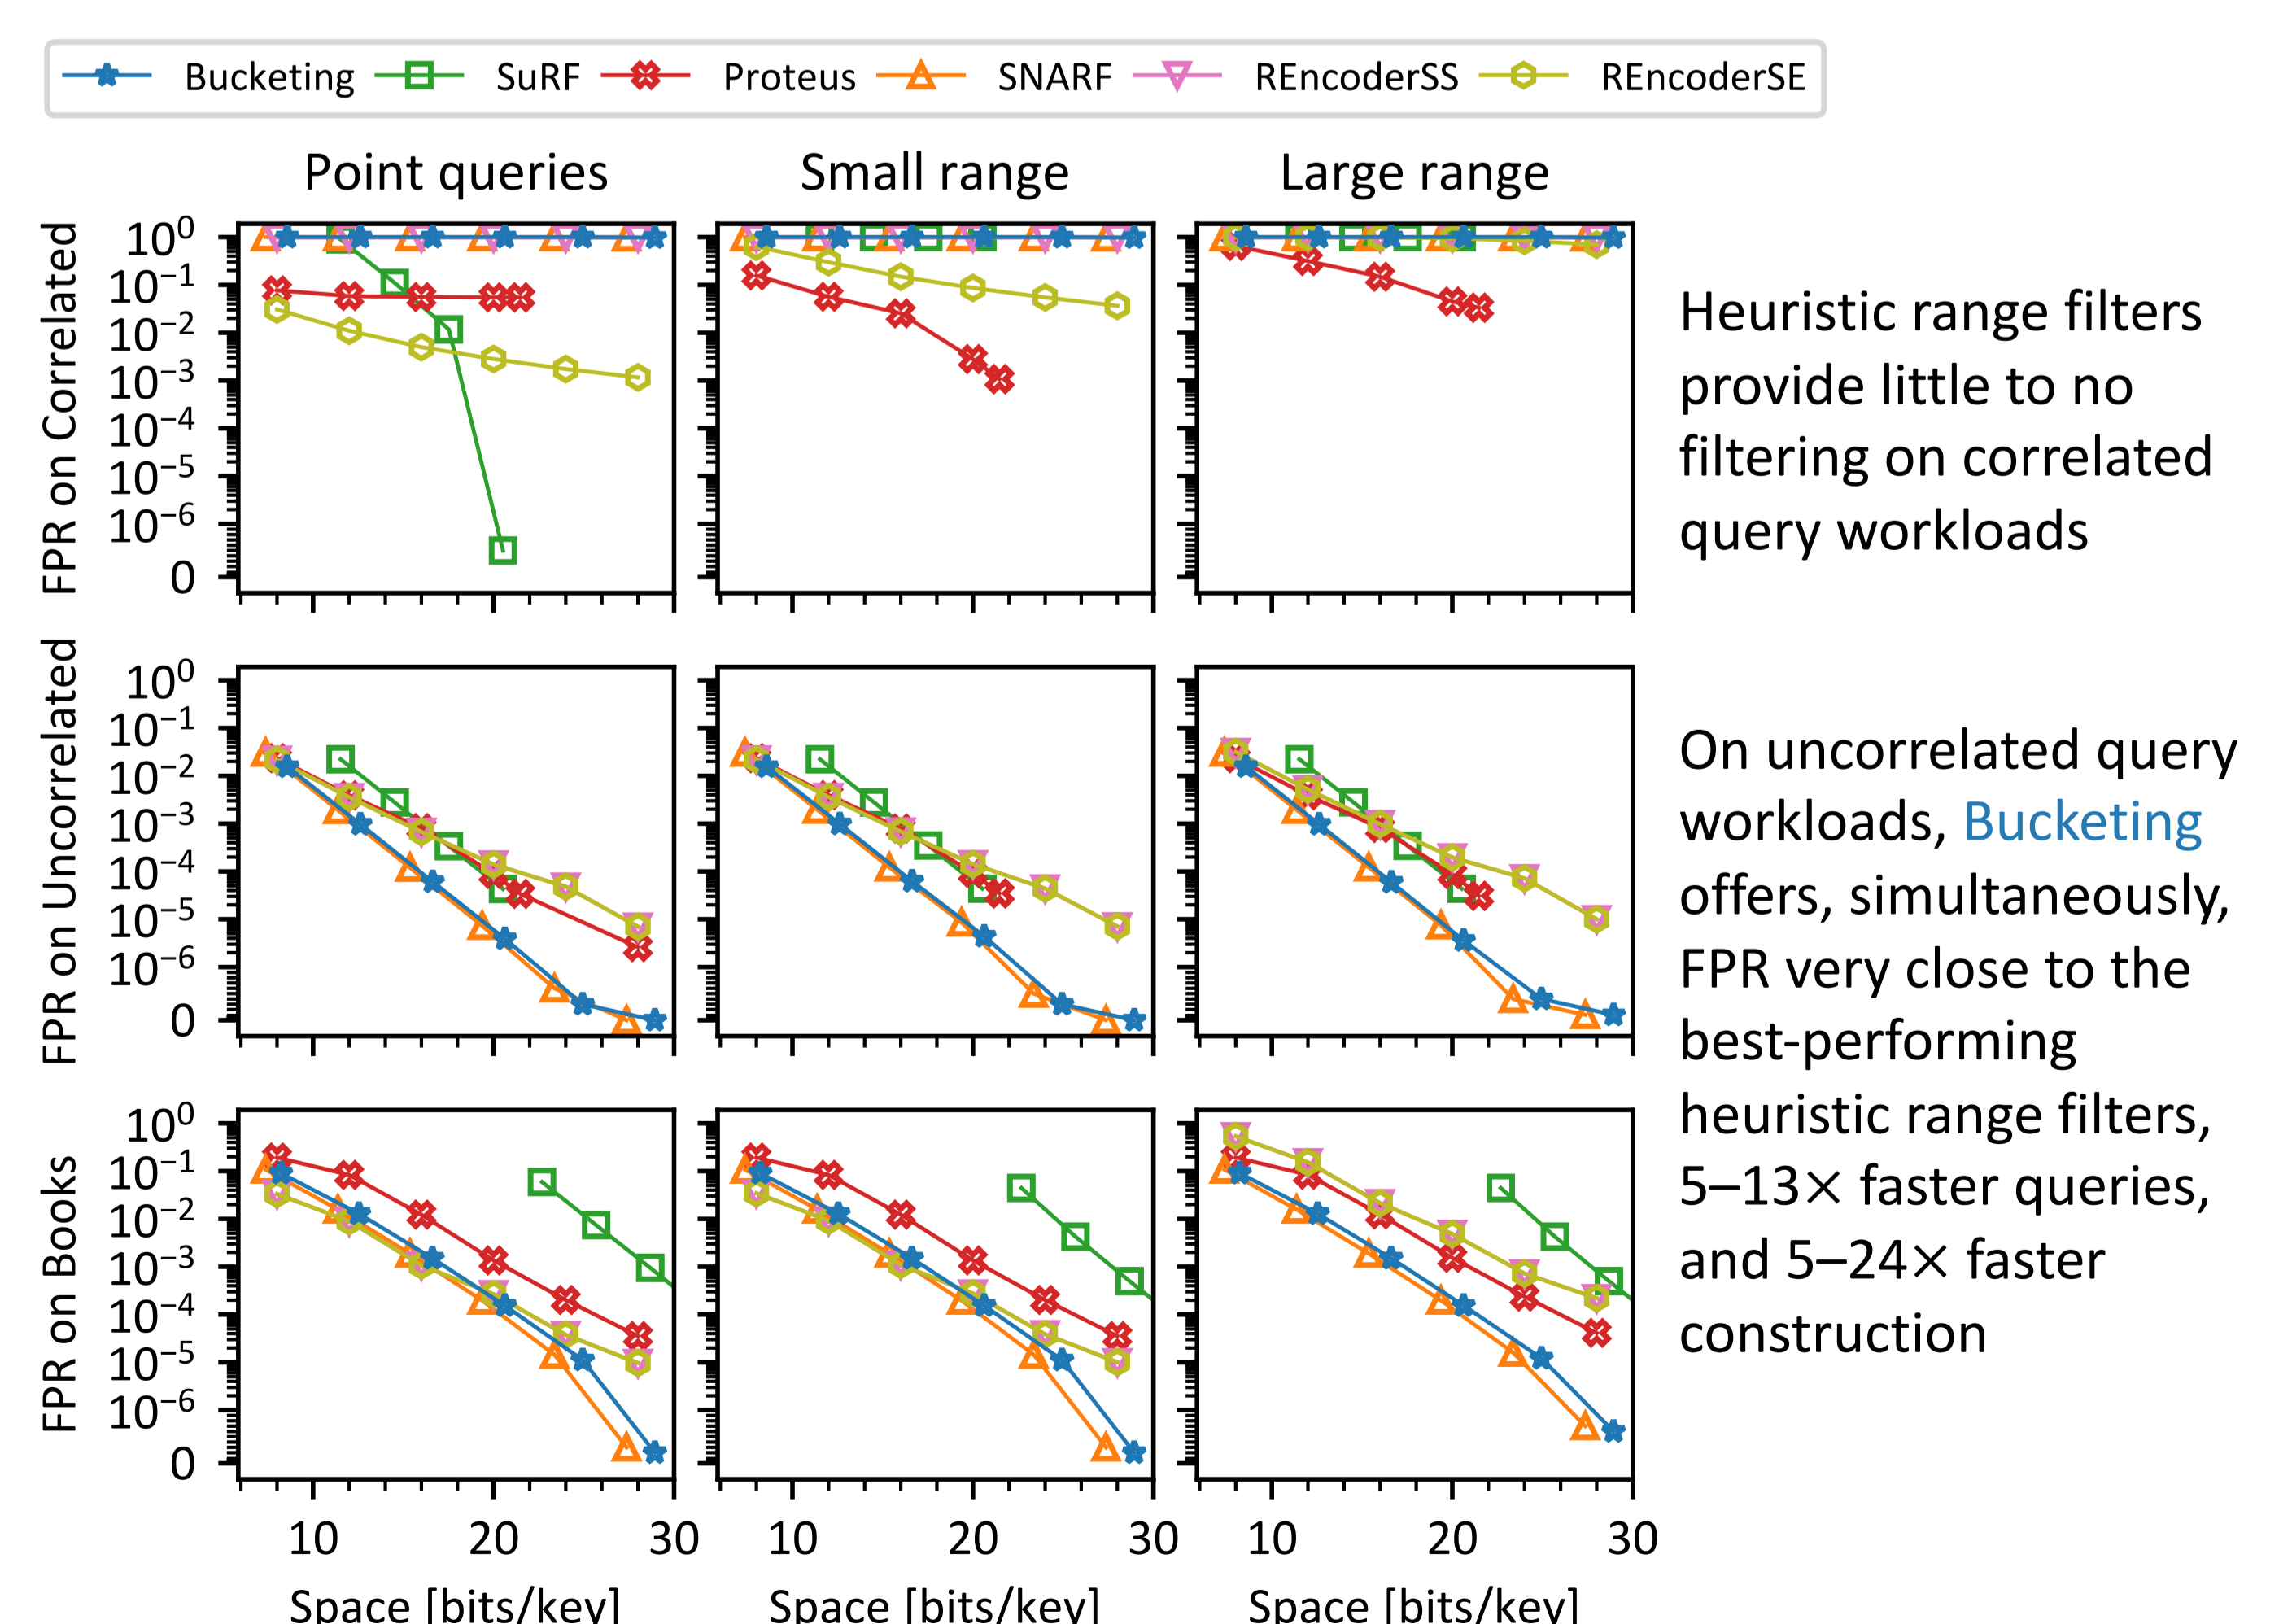 Bucketing SuRF Proteus SNARF REncoderSS REncoderSE
Point queries Small range Large range
FPR on Correlated
10⁰
10⁻¹
10⁻²
10⁻³
10⁻⁴
10⁻⁵
10⁻⁶
0
Heuristic range filters
provide little to no
filtering on correlated
query workloads
FPR on Uncorrelated
10⁰
10⁻¹
10⁻²
10⁻³
10⁻⁴
10⁻⁵
10⁻⁶
0
On uncorrelated query
workloads, Bucketing
offers, simultaneously,
FPR very close to the
best-performing
heuristic range filters,
5–13× faster queries,
and 5–24× faster
construction
FPR on Books
10⁰
10⁻¹
10⁻²
10⁻³
10⁻⁴
10⁻⁵
10⁻⁶
0
10 20 30 10 20 30 10 20 30
Space [bits/key] Space [bits/key] Space [bits/key]